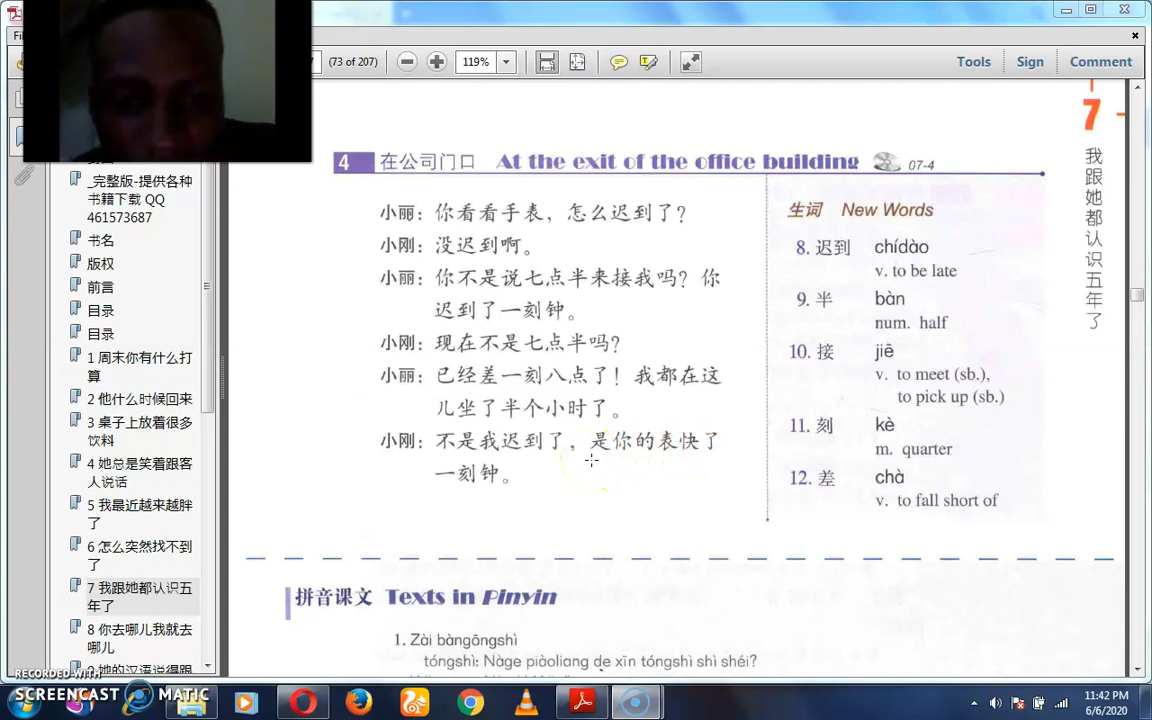 (73 of 207)
119%
Tools
Sign
Comment
_完整版-提供各种
书籍下载 QQ
461573687
书名
版权
前言
目录
目录
1 周末你有什么打
算
2 他什么时候回来
3 桌子上放着很多
饮料
4 她总是笑着跟客
人说话
5 我最近越来越胖
了
6 怎么突然找不到
了
7 我跟她都认识五
年了
8 你去哪儿我就去
哪儿
4 在公司门口 At the exit of the office building 07-4
小丽：你看看手表，怎么迟到了？
小刚：没迟到啊。
小丽：你不是说七点半来接我吗？你
迟到了一刻钟。
小刚：现在不是七点半吗？
小丽：已经差一刻八点了！我都在这
儿坐了半个小时了。
小刚：不是我迟到了，是你的表快了
一刻钟。
生词 New Words
8. 迟到 chídào
v. to be late
9. 半 bàn
num. half
10. 接 jiē
v. to meet (sb.),
to pick up (sb.)
11. 刻 kè
m. quarter
12. 差 chà
v. to fall short of
7
我跟她都认识五年了
拼音课文 Texts in Pinyin
1. Zài bàngōngshì
tóngshì: Nàge piàoliang de xīn tóngshì shì shéi?
RECORDED WITH
SCREENCAST MATIC
11:42 PM
6/6/2020